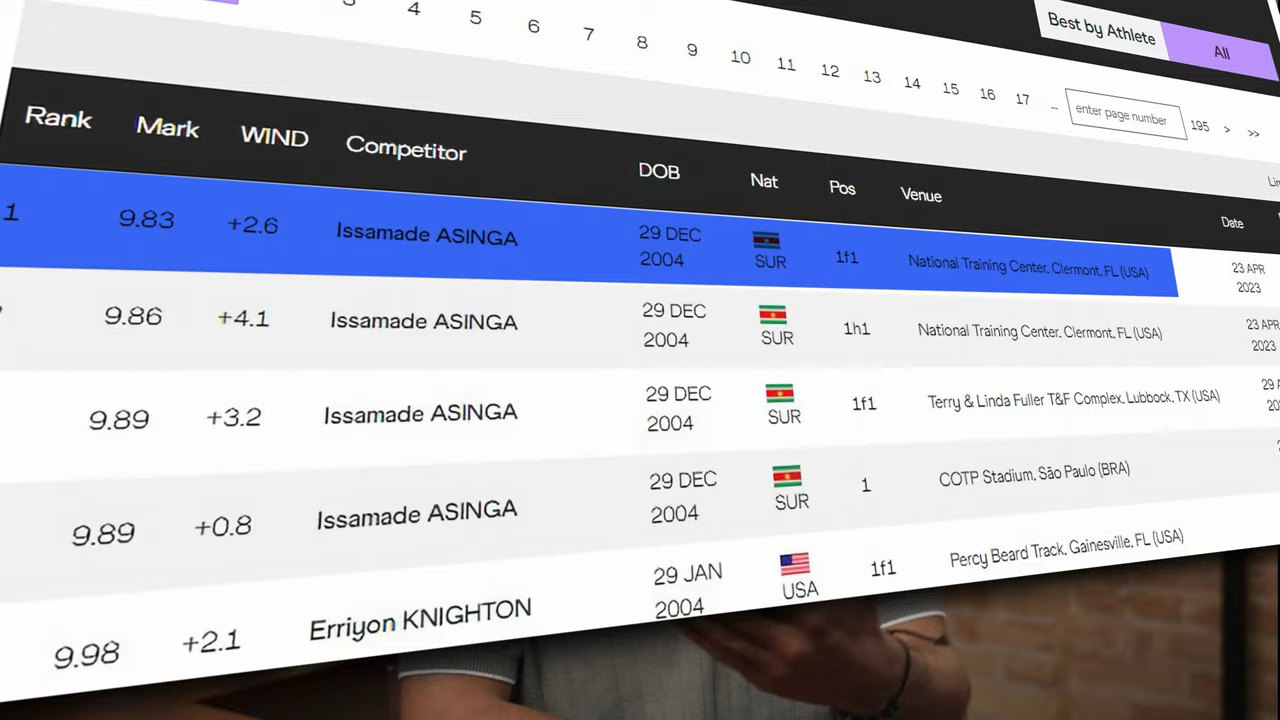 Best by Athlete All
3 4 5 6 7 8 9 10 11 12 13 14 15 16 17 ... enter page number 195 > >>
Rank Mark WIND Competitor DOB Nat Pos Venue Date
1 9.83 +2.6 Issamade ASINGA 29 DEC 2004 SUR 1f1 National Training Center, Clermont, FL (USA) 23 APR 2023
9.86 +4.1 Issamade ASINGA 29 DEC 2004 SUR 1h1 National Training Center, Clermont, FL (USA) 23 APR 2023
9.89 +3.2 Issamade ASINGA 29 DEC 2004 SUR 1f1 Terry & Linda Fuller T&F Complex, Lubbock, TX (USA) 29
9.89 +0.8 Issamade ASINGA 29 DEC 2004 SUR 1 COTP Stadium, São Paulo (BRA)
9.98 +2.1 Erriyon KNIGHTON 29 JAN 2004 USA 1f1 Percy Beard Track, Gainesville, FL (USA)